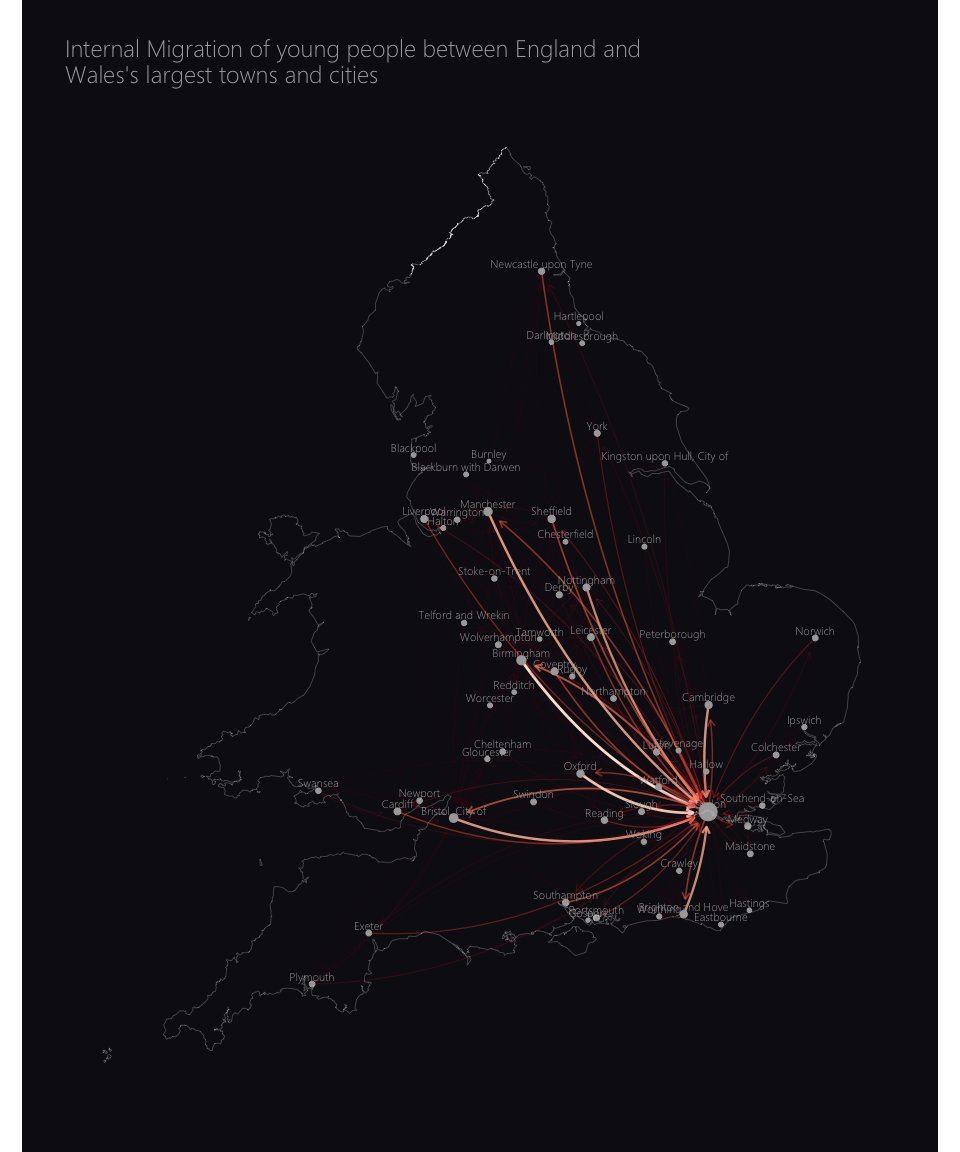 Internal Migration of young people between England and
Wales's largest towns and cities
Newcastle upon Tyne
Hartlepool
Darlington
Middlesbrough
York
Blackpool
Burnley
Kingston upon Hull, City of
Blackburn with Darwen
Manchester
Liverpool
Warrington
Sheffield
Halton
Chesterfield
Lincoln
Stoke-on-Trent
Nottingham
Derby
Telford and Wrekin
Tamworth
Leicester
Peterborough
Norwich
Wolverhampton
Birmingham
Coventry
Rugby
Redditch
Northampton
Worcester
Cambridge
Ipswich
Cheltenham
Gloucester
Luton
Stevenage
Colchester
Oxford
Harlow
Swansea
Watford
Newport
Swindon
Southend-on-Sea
Cardiff
Bristol, City of
Slough
Reading
Medway
Woking
Maidstone
Crawley
Southampton
Portsmouth
Gosport
Worthing
Brighton and Hove
Hastings
Eastbourne
Exeter
Plymouth